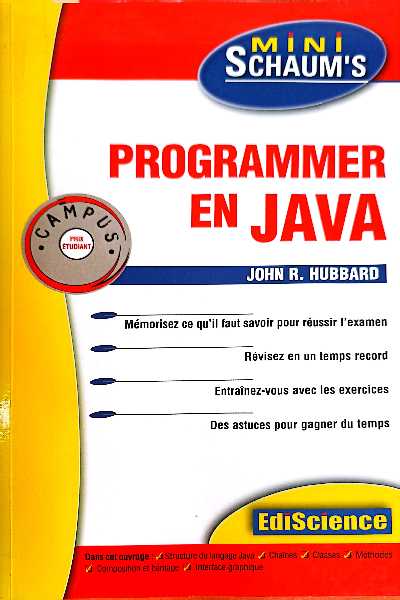 MiNi
SCHAUM'S
PROGRAMMER
EN JAVA
CAMPUS
PRIX
ÉTUDIANT
JOHN R. HUBBARD
Mémorisez ce qu'il faut savoir pour réussir l'examen
Révisez en un temps record
Entraînez-vous avec les exercices
Des astuces pour gagner du temps
EdiScience
Dans cet ouvrage : ✓ Structure du langage Java ✓ Chaînes ✓ Classes ✓ Méthodes
✓ Composition et héritage ✓ Interface graphique